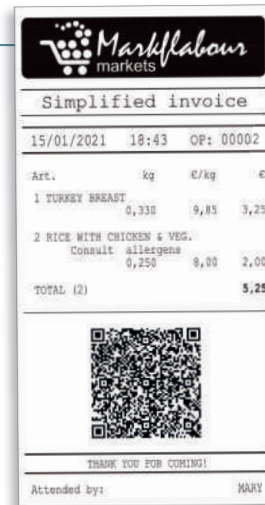 Markflabour
markets
Simplified invoice
15/01/2021 18:43 OP: 00002
Art. kg €/kg €
1 TURKEY BREAST
0,330 9,85 3,25
2 RICE WITH CHICKEN & VEG.
Consult allergens
0,250 8,00 2,00
TOTAL (2) 5,25
THANK YOU FOR COMING!
Attended by: MARY